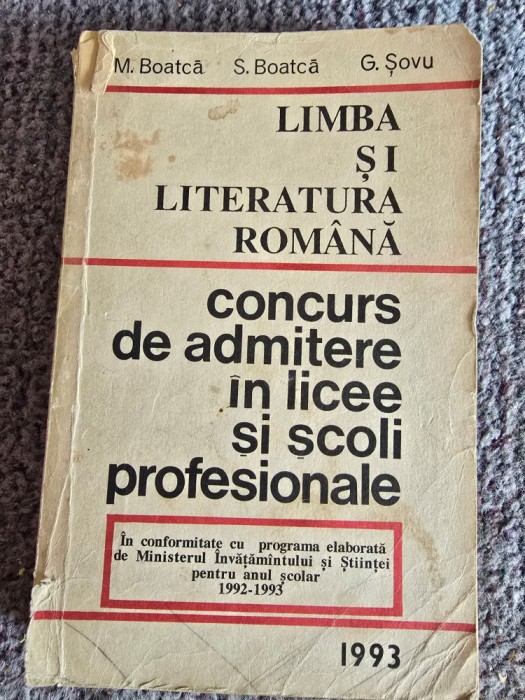 M. Boatcă S. Boatcă G. Șovu
LIMBA
ȘI
LITERATURA
ROMÂNĂ
concurs
de admitere
în licee
și școli
profesionale
În conformitate cu programa elaborată
de Ministerul Învățămîntului și Științei
pentru anul școlar
1992-1993
1993